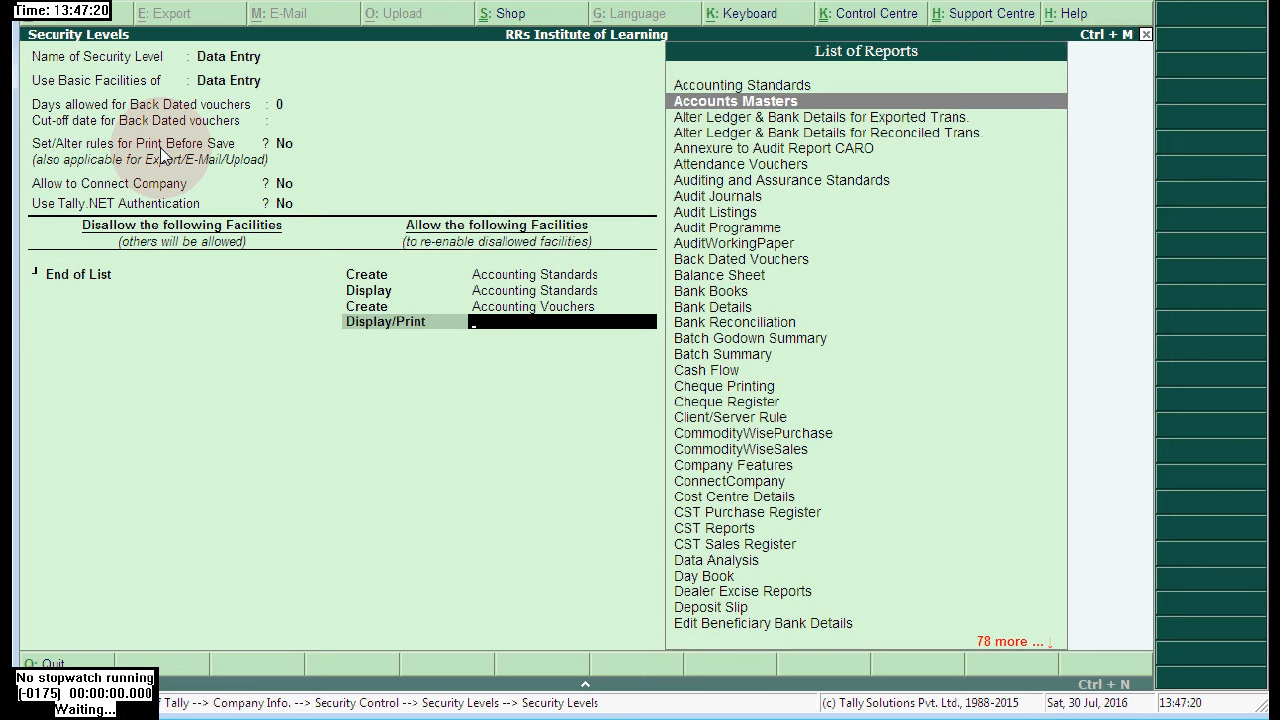 Time: 13:47:20
E: Export
M: E-Mail
O: Upload
S: Shop
G: Language
K: Keyboard
K: Control Centre
H: Support Centre
H: Help
Security Levels
RRs Institute of Learning
Ctrl + M
Name of Security Level : Data Entry
Use Basic Facilities of : Data Entry
Days allowed for Back Dated vouchers : 0
Cut-off date for Back Dated vouchers :
Set/Alter rules for Print Before Save ? No
(also applicable for Export/E-Mail/Upload)
Allow to Connect Company ? No
Use Tally.NET Authentication ? No
Disallow the following Facilities
(others will be allowed)
Allow the following Facilities
(to re-enable disallowed facilities)
End of List
Create Accounting Standards
Display Accounting Standards
Create Accounting Vouchers
Display/Print
List of Reports
Accounting Standards
Accounts Masters
Alter Ledger & Bank Details for Exported Trans.
Alter Ledger & Bank Details for Reconciled Trans.
Annexure to Audit Report CARO
Attendance Vouchers
Auditing and Assurance Standards
Audit Journals
Audit Listings
Audit Programme
AuditWorkingPaper
Back Dated Vouchers
Balance Sheet
Bank Books
Bank Details
Bank Reconciliation
Batch Godown Summary
Batch Summary
Cash Flow
Cheque Printing
Cheque Register
Client/Server Rule
CommodityWisePurchase
CommodityWiseSales
Company Features
ConnectCompany
Cost Centre Details
CST Purchase Register
CST Reports
CST Sales Register
Data Analysis
Day Book
Dealer Excise Reports
Deposit Slip
Edit Beneficiary Bank Details
78 more ... ↓
Q: Quit
No stopwatch running
[-0175] 00:00:00.000
Waiting...
Ctrl + N
f Tally --> Company Info. --> Security Control --> Security Levels --> Security Levels
(c) Tally Solutions Pvt. Ltd., 1988-2015
Sat, 30 Jul, 2016
13:47:20